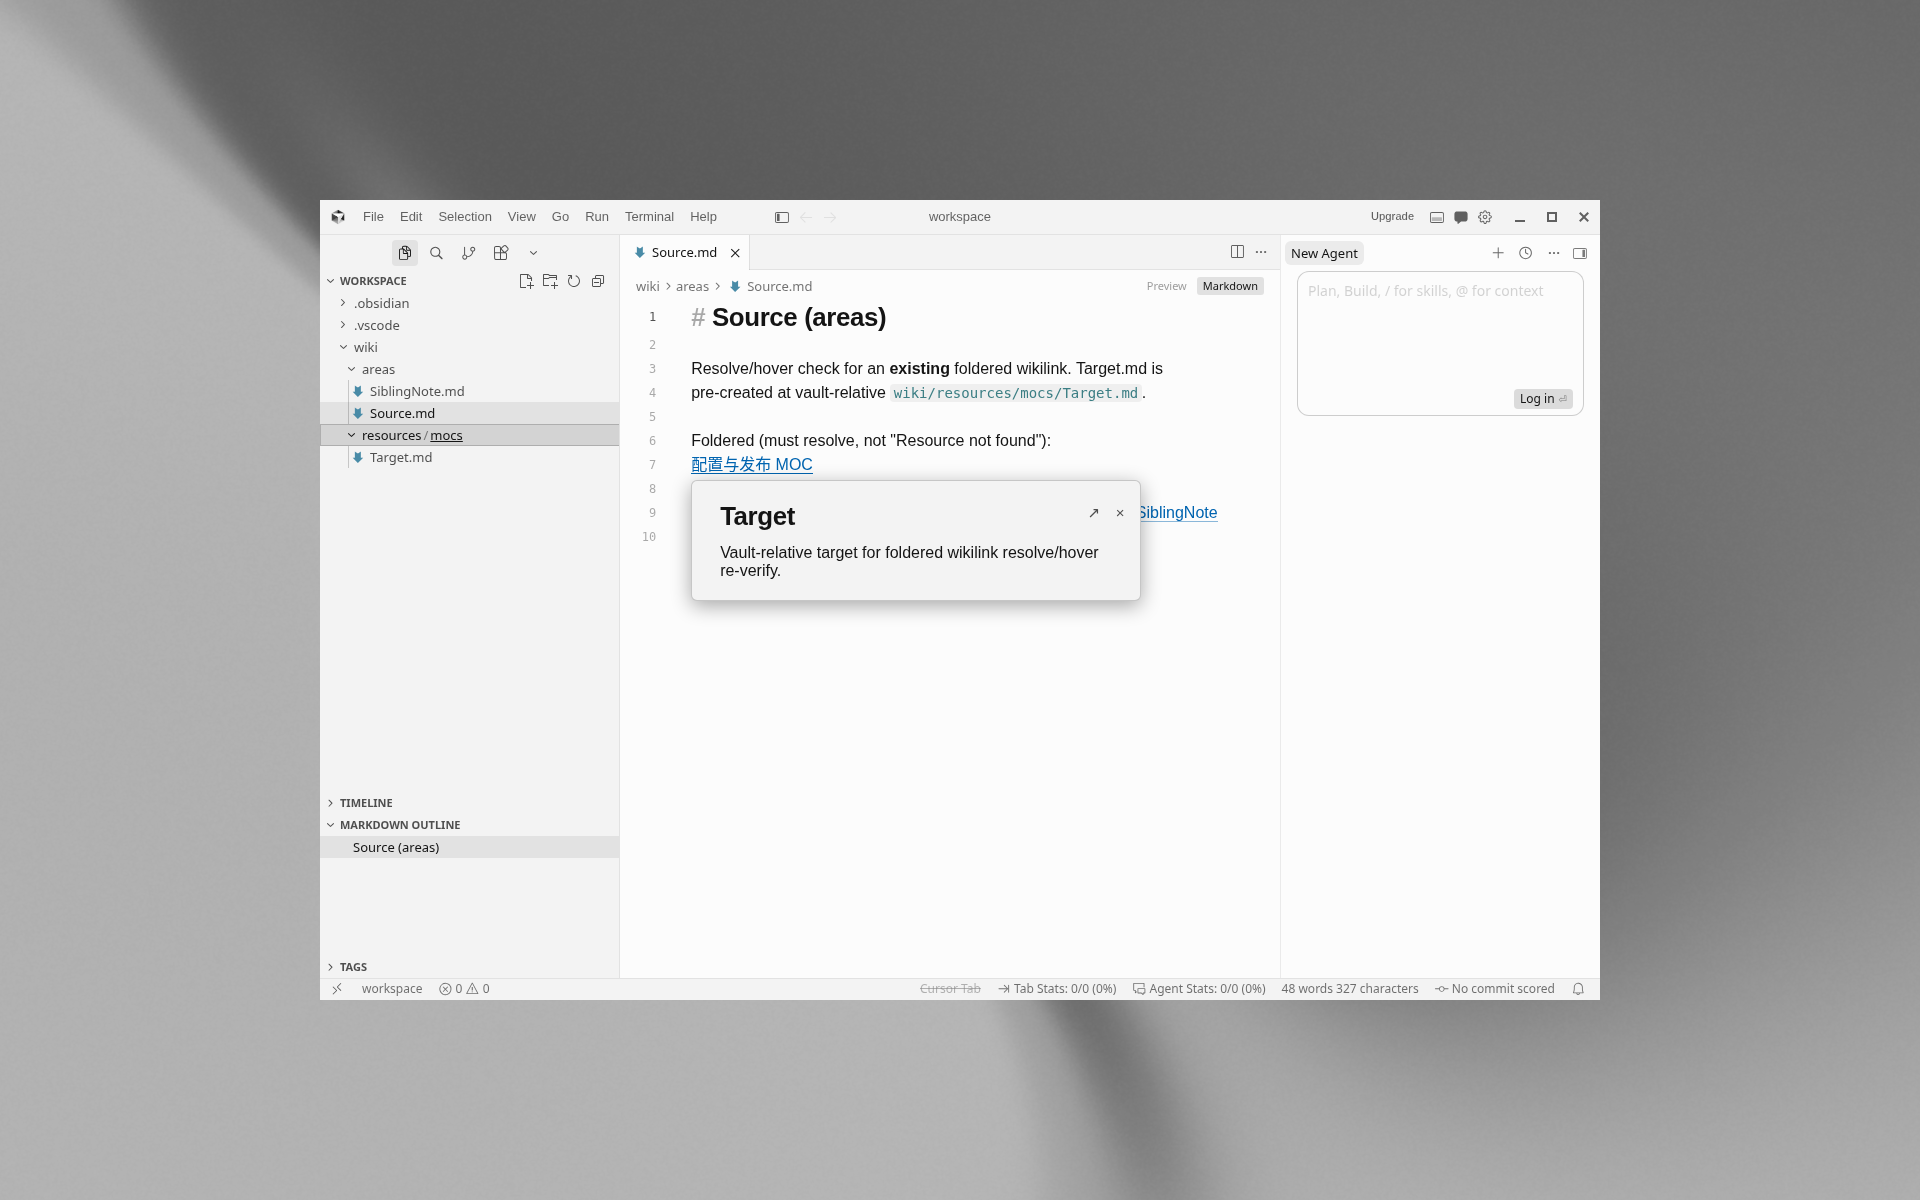 File Edit Selection View Go Run Terminal Help
workspace
Upgrade
WORKSPACE
.obsidian
.vscode
wiki
areas
SiblingNote.md
Source.md
resources/mocs
Target.md
TIMELINE
MARKDOWN OUTLINE
Source (areas)
TAGS
Source.md
wiki > areas > Source.md
Preview Markdown
1 # Source (areas)
2
3 Resolve/hover check for an existing foldered wikilink. Target.md is
4 pre-created at vault-relative wiki/resources/mocs/Target.md.
5
6 Foldered (must resolve, not "Resource not found"):
7 配置与发布 MOC
8
9 SiblingNote
10
Target
Vault-relative target for foldered wikilink resolve/hover
re-verify.
New Agent
Plan, Build, / for skills, @ for context
Log in
workspace 0 0 Cursor Tab Tab Stats: 0/0 (0%) Agent Stats: 0/0 (0%) 48 words 327 characters No commit scored